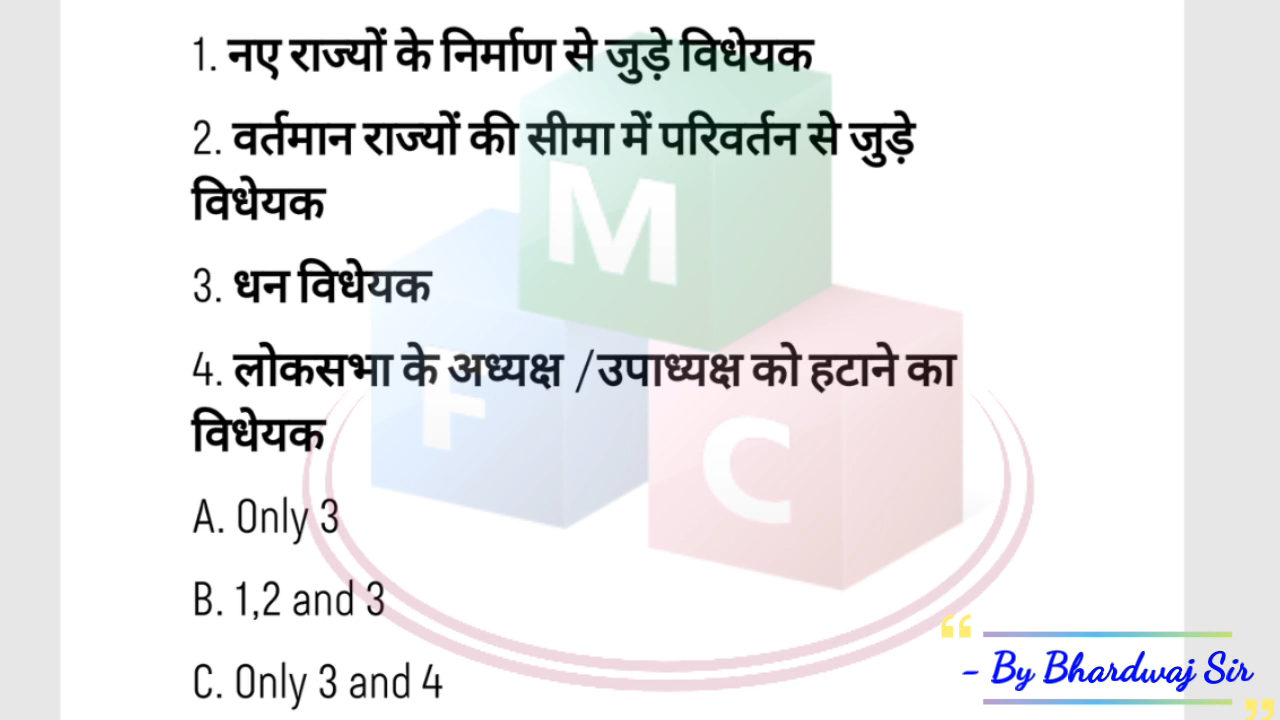 1. नए राज्यों के निर्माण से जुड़े विधेयक
2. वर्तमान राज्यों की सीमा में परिवर्तन से जुड़े
विधेयक
3. धन विधेयक
4. लोकसभा के अध्यक्ष /उपाध्यक्ष को हटाने का
विधेयक
A. Only 3
B. 1,2 and 3
C. Only 3 and 4
M
F
C
“
- By Bhardwaj Sir
”